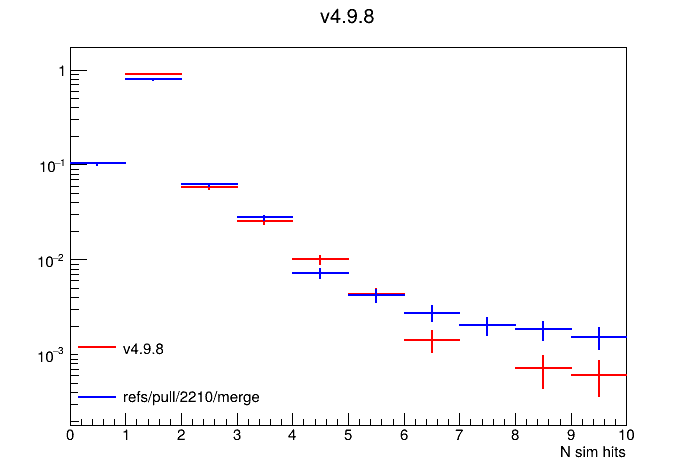 v4.9.8
1
10⁻¹
10⁻²
10⁻³
v4.9.8
refs/pull/2210/merge
0 1 2 3 4 5 6 7 8 9 10
N sim hits